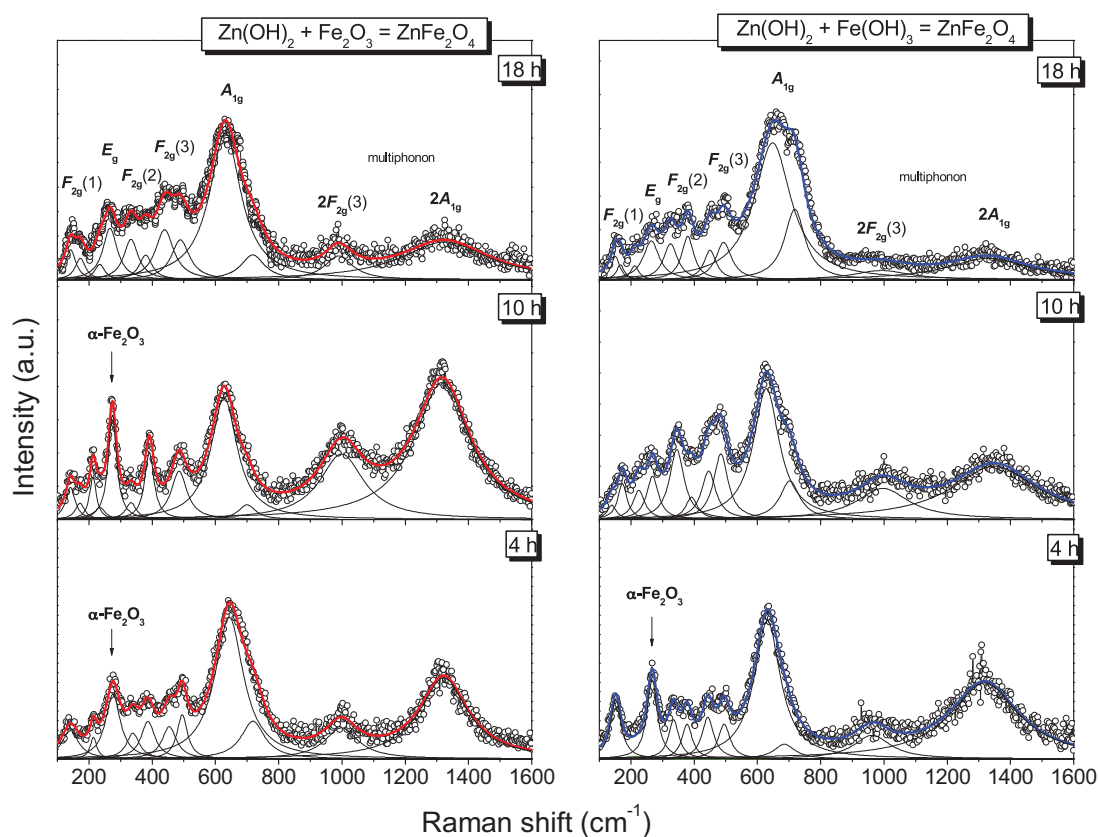 Zn(OH)₂ + Fe₂O₃ = ZnFe₂O₄
18 h
A₁g
F₂g(3)
E_g
F₂g(2)
F₂g(1)
multiphonon
2F₂g(3)
2A₁g
10 h
α-Fe₂O₃
4 h
α-Fe₂O₃
200 400 600 800 1000 1200 1400 1600
Zn(OH)₂ + Fe(OH)₃ = ZnFe₂O₄
18 h
A₁g
F₂g(3)
F₂g(2)
E_g
F₂g(1)
multiphonon
2F₂g(3)
2A₁g
10 h
4 h
α-Fe₂O₃
200 400 600 800 1000 1200 1400 1600
Intensity (a.u.)
Raman shift (cm⁻¹)